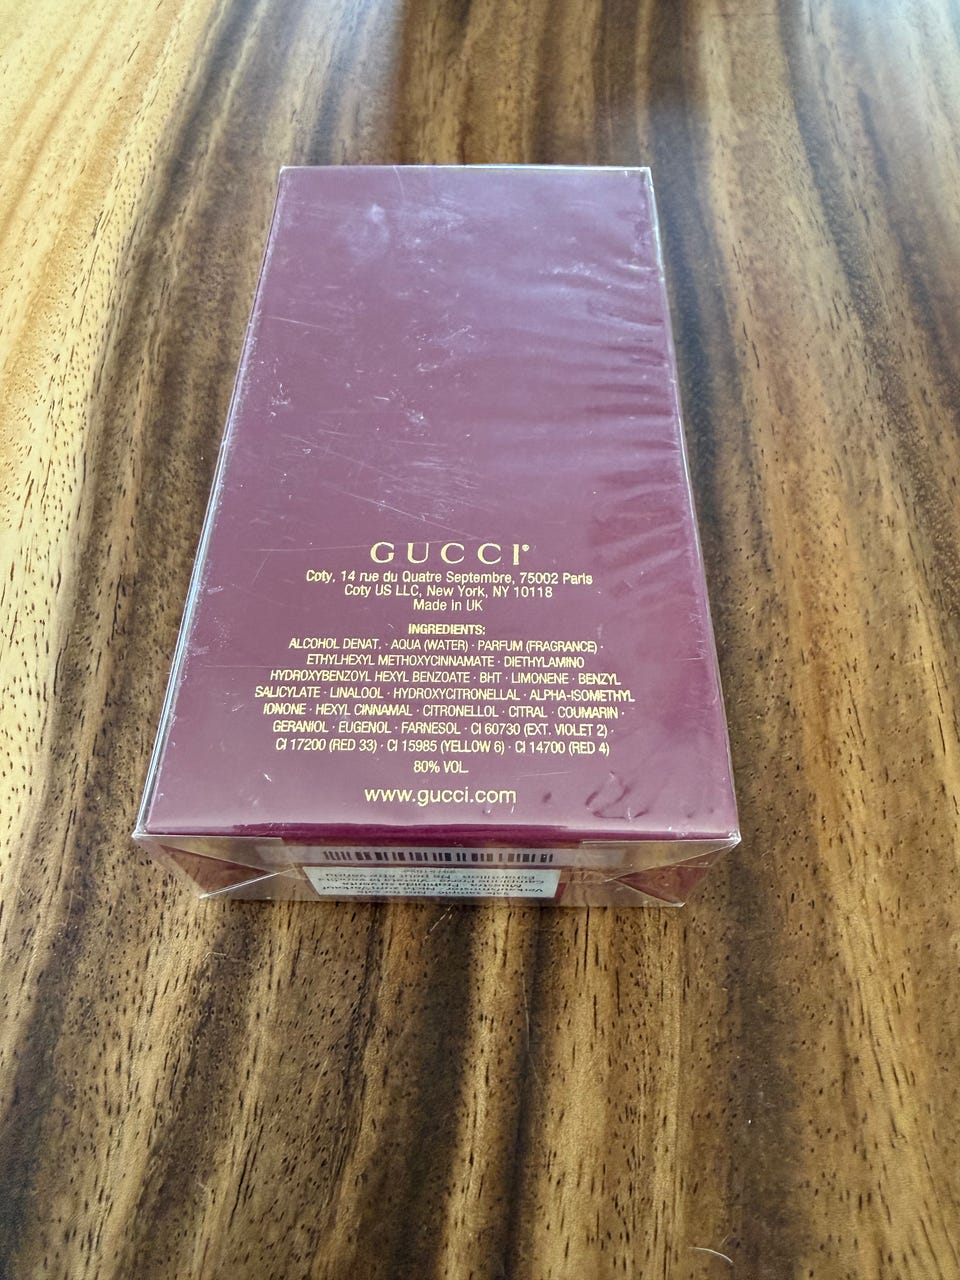 GUCCI®
Coty, 14 rue du Quatre Septembre, 75002 Paris
Coty US LLC, New York, NY 10118
Made in UK
INGREDIENTS:
ALCOHOL DENAT. · AQUA (WATER) · PARFUM (FRAGRANCE) ·
ETHYLHEXYL METHOXYCINNAMATE · DIETHYLAMINO
HYDROXYBENZOYL HEXYL BENZOATE · BHT · LIMONENE · BENZYL
SALICYLATE · LINALOOL · HYDROXYCITRONELLAL · ALPHA-ISOMETHYL
IONONE · HEXYL CINNAMAL · CITRONELLOL · CITRAL · COUMARIN ·
GERANIOL · EUGENOL · FARNESOL · CI 60730 (EXT. VIOLET 2) ·
CI 17200 (RED 33) · CI 15985 (YELLOW 6) · CI 14700 (RED 4)
80% VOL.
www.gucci.com